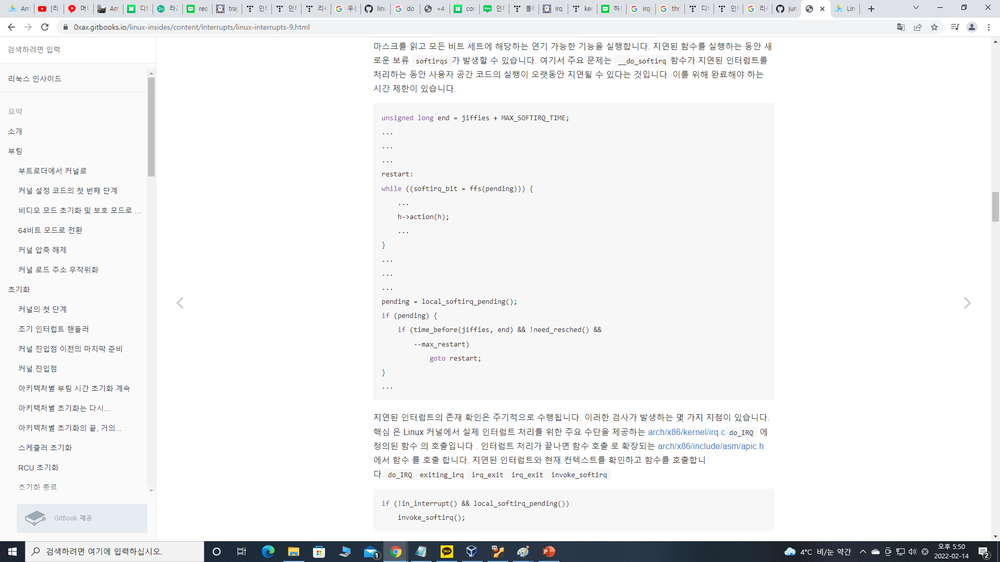 Arr
[리
머니
Arr
디ㅂ
라즈
req
trap
인터
인터
리눅
우분
linu
do
<4
cor
인터
몰라
irq
ker
하드
irq
thr
디ㅂ
인터
리눅
jun
Lin
0xax.gitbooks.io/linux-insides/content/Interrupts/linux-interrupts-9.html
검색하려면 입력
리눅스 인사이드
요약
소개
부팅
부트로더에서 커널로
커널 설정 코드의 첫 번째 단계
비디오 모드 초기화 및 보호 모드로 ...
64비트 모드로 전환
커널 압축 해제
커널 로드 주소 무작위화
초기화
커널의 첫 단계
조기 인터럽트 핸들러
커널 진입점 이전의 마지막 준비
커널 진입점
아키텍처별 부팅 시간 초기화 계속
아키텍처별 초기화는 다시...
아키텍처별 초기화의 끝, 거의...
스케줄러 초기화
RCU 초기화
초기화 종료
GitBook 제공
마스크를 읽고 모든 비트 세트에 해당하는 연기 가능한 기능을 실행합니다. 지연된 함수를 실행하는 동안 새
로운 보류 softirqs 가 발생할 수 있습니다. 여기서 주요 문제는 __do_softirq 함수가 지연된 인터럽트를
처리하는 동안 사용자 공간 코드의 실행이 오랫동안 지연될 수 있다는 것입니다. 이를 위해 완료해야 하는
시간 제한이 있습니다.
unsigned long end = jiffies + MAX_SOFTIRQ_TIME;
...
...
...
restart:
while ((softirq_bit = ffs(pending))) {
...
h->action(h);
...
}
...
...
...
pending = local_softirq_pending();
if (pending) {
if (time_before(jiffies, end) && !need_resched() &&
--max_restart)
goto restart;
}
...
지연된 인터럽트의 존재 확인은 주기적으로 수행됩니다. 이러한 검사가 발생하는 몇 가지 지점이 있습니다.
핵심 은 Linux 커널에서 실제 인터럽트 처리를 위한 주요 수단을 제공하는 arch/x86/kernel/irq.c do_IRQ 에
정의된 함수 의 호출입니다 . 인터럽트 처리가 끝나면 함수 호출 로 확장되는 arch/x86/include/asm/apic.h
에서 함수 를 호출 합니다. 지연된 인터럽트와 현재 컨텍스트를 확인하고 함수를 호출합니
다. do_IRQ exiting_irq irq_exit irq_exit invoke_softirq
if (!in_interrupt() && local_softirq_pending())
invoke_softirq();
검색하려면 여기에 입력하십시오.
1
TALK
64
4°C 비/눈 약간
오후 5:50
2022-02-14
2